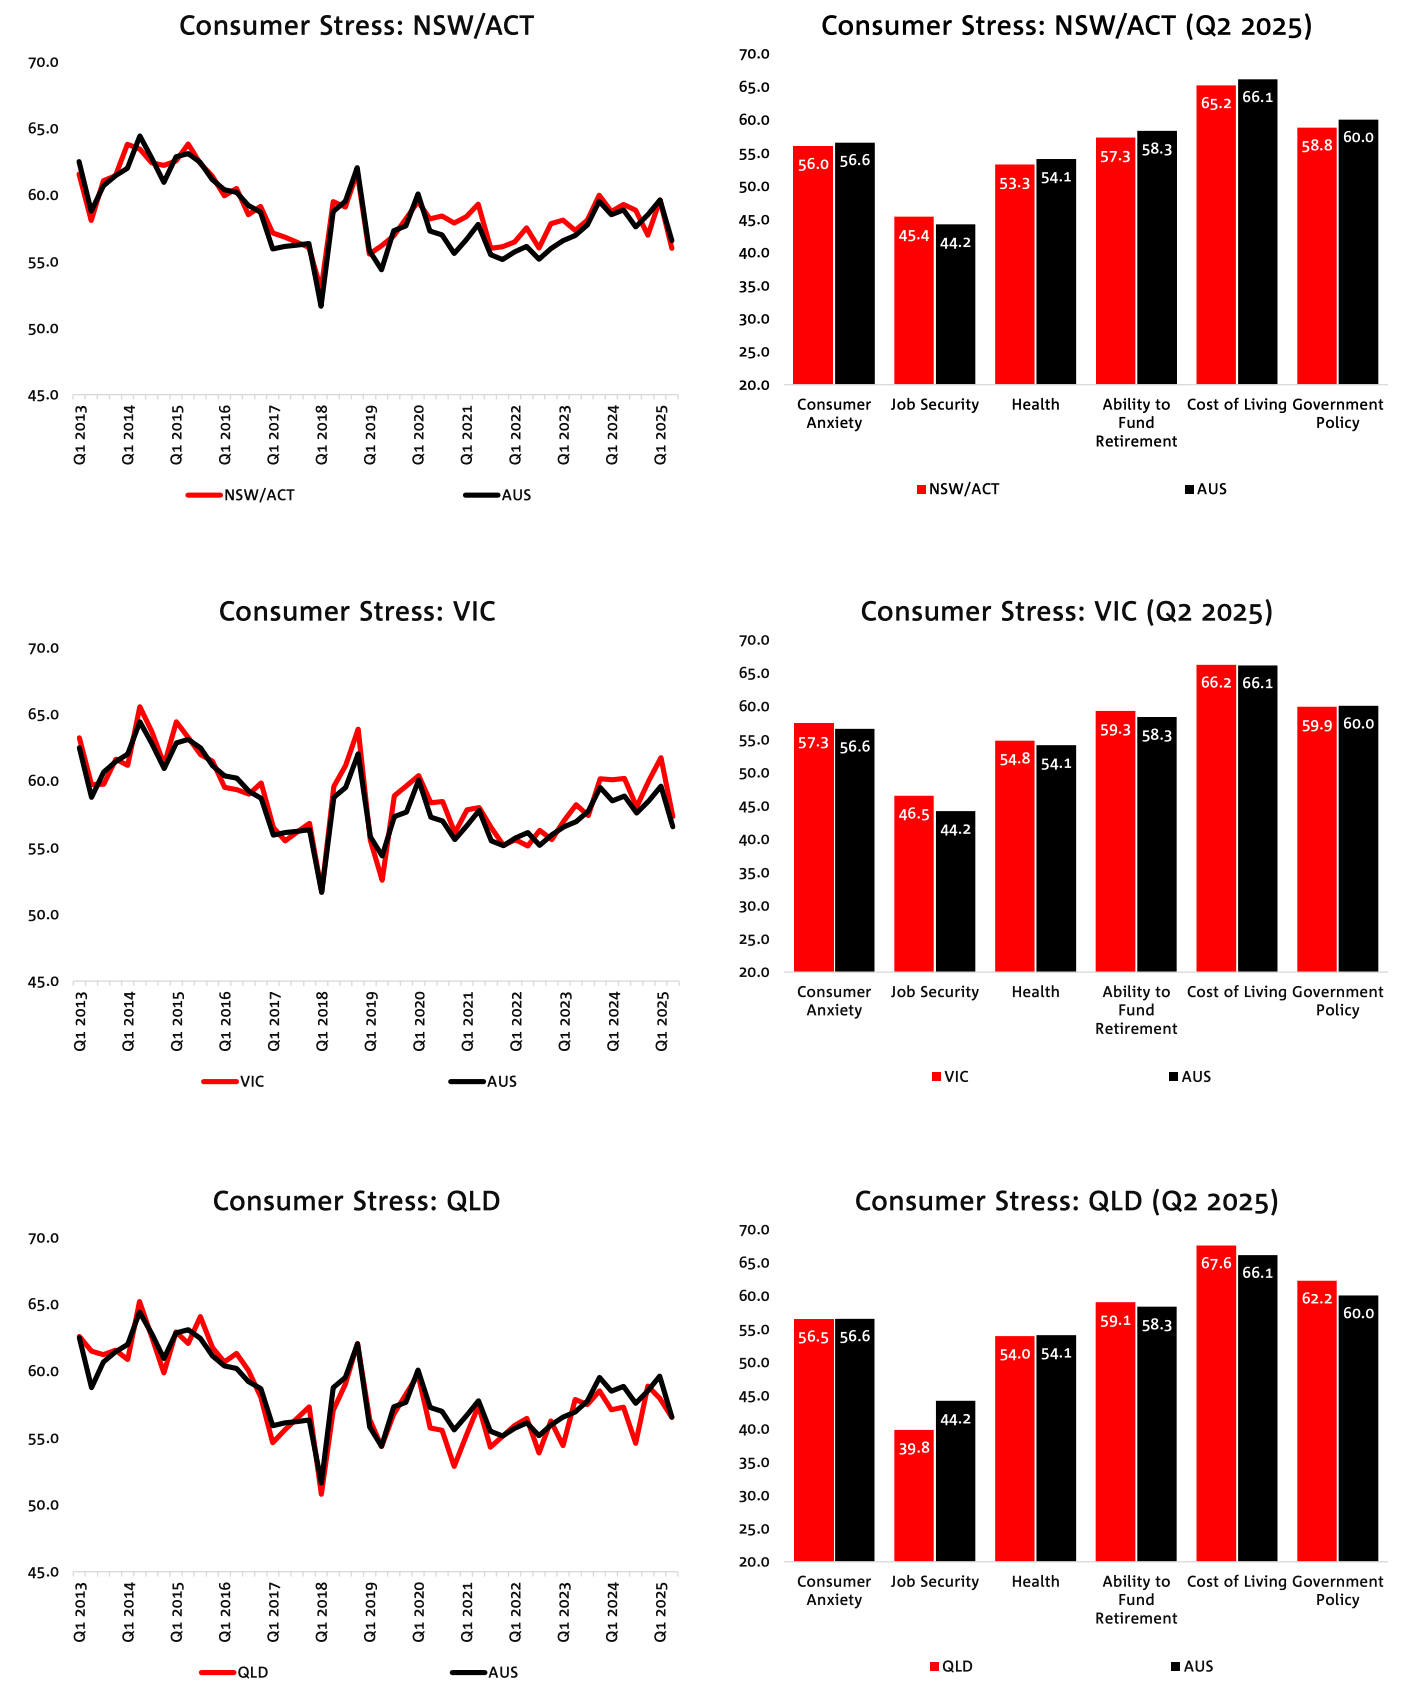 Consumer Stress: NSW/ACT
70.0
65.0
60.0
55.0
50.0
45.0
Q1 2013
Q1 2014
Q1 2015
Q1 2016
Q1 2017
Q1 2018
Q1 2019
Q1 2020
Q1 2021
Q1 2022
Q1 2023
Q1 2024
Q1 2025
NSW/ACT
AUS
Consumer Stress: NSW/ACT (Q2 2025)
70.0
65.0
60.0
55.0
50.0
45.0
40.0
35.0
30.0
25.0
20.0
56.0
56.6
45.4
44.2
53.3
54.1
57.3
58.3
65.2
66.1
58.8
60.0
Consumer
Anxiety
Job Security
Health
Ability to
Fund
Retirement
Cost of Living
Government
Policy
NSW/ACT
AUS
Consumer Stress: VIC
70.0
65.0
60.0
55.0
50.0
45.0
Q1 2013
Q1 2014
Q1 2015
Q1 2016
Q1 2017
Q1 2018
Q1 2019
Q1 2020
Q1 2021
Q1 2022
Q1 2023
Q1 2024
Q1 2025
VIC
AUS
Consumer Stress: VIC (Q2 2025)
70.0
65.0
60.0
55.0
50.0
45.0
40.0
35.0
30.0
25.0
20.0
57.3
56.6
46.5
44.2
54.8
54.1
59.3
58.3
66.2
66.1
59.9
60.0
Consumer
Anxiety
Job Security
Health
Ability to
Fund
Retirement
Cost of Living
Government
Policy
VIC
AUS
Consumer Stress: QLD
70.0
65.0
60.0
55.0
50.0
45.0
Q1 2013
Q1 2014
Q1 2015
Q1 2016
Q1 2017
Q1 2018
Q1 2019
Q1 2020
Q1 2021
Q1 2022
Q1 2023
Q1 2024
Q1 2025
QLD
AUS
Consumer Stress: QLD (Q2 2025)
70.0
65.0
60.0
55.0
50.0
45.0
40.0
35.0
30.0
25.0
20.0
56.5
56.6
39.8
44.2
54.0
54.1
59.1
58.3
67.6
66.1
62.2
60.0
Consumer
Anxiety
Job Security
Health
Ability to
Fund
Retirement
Cost of Living
Government
Policy
QLD
AUS